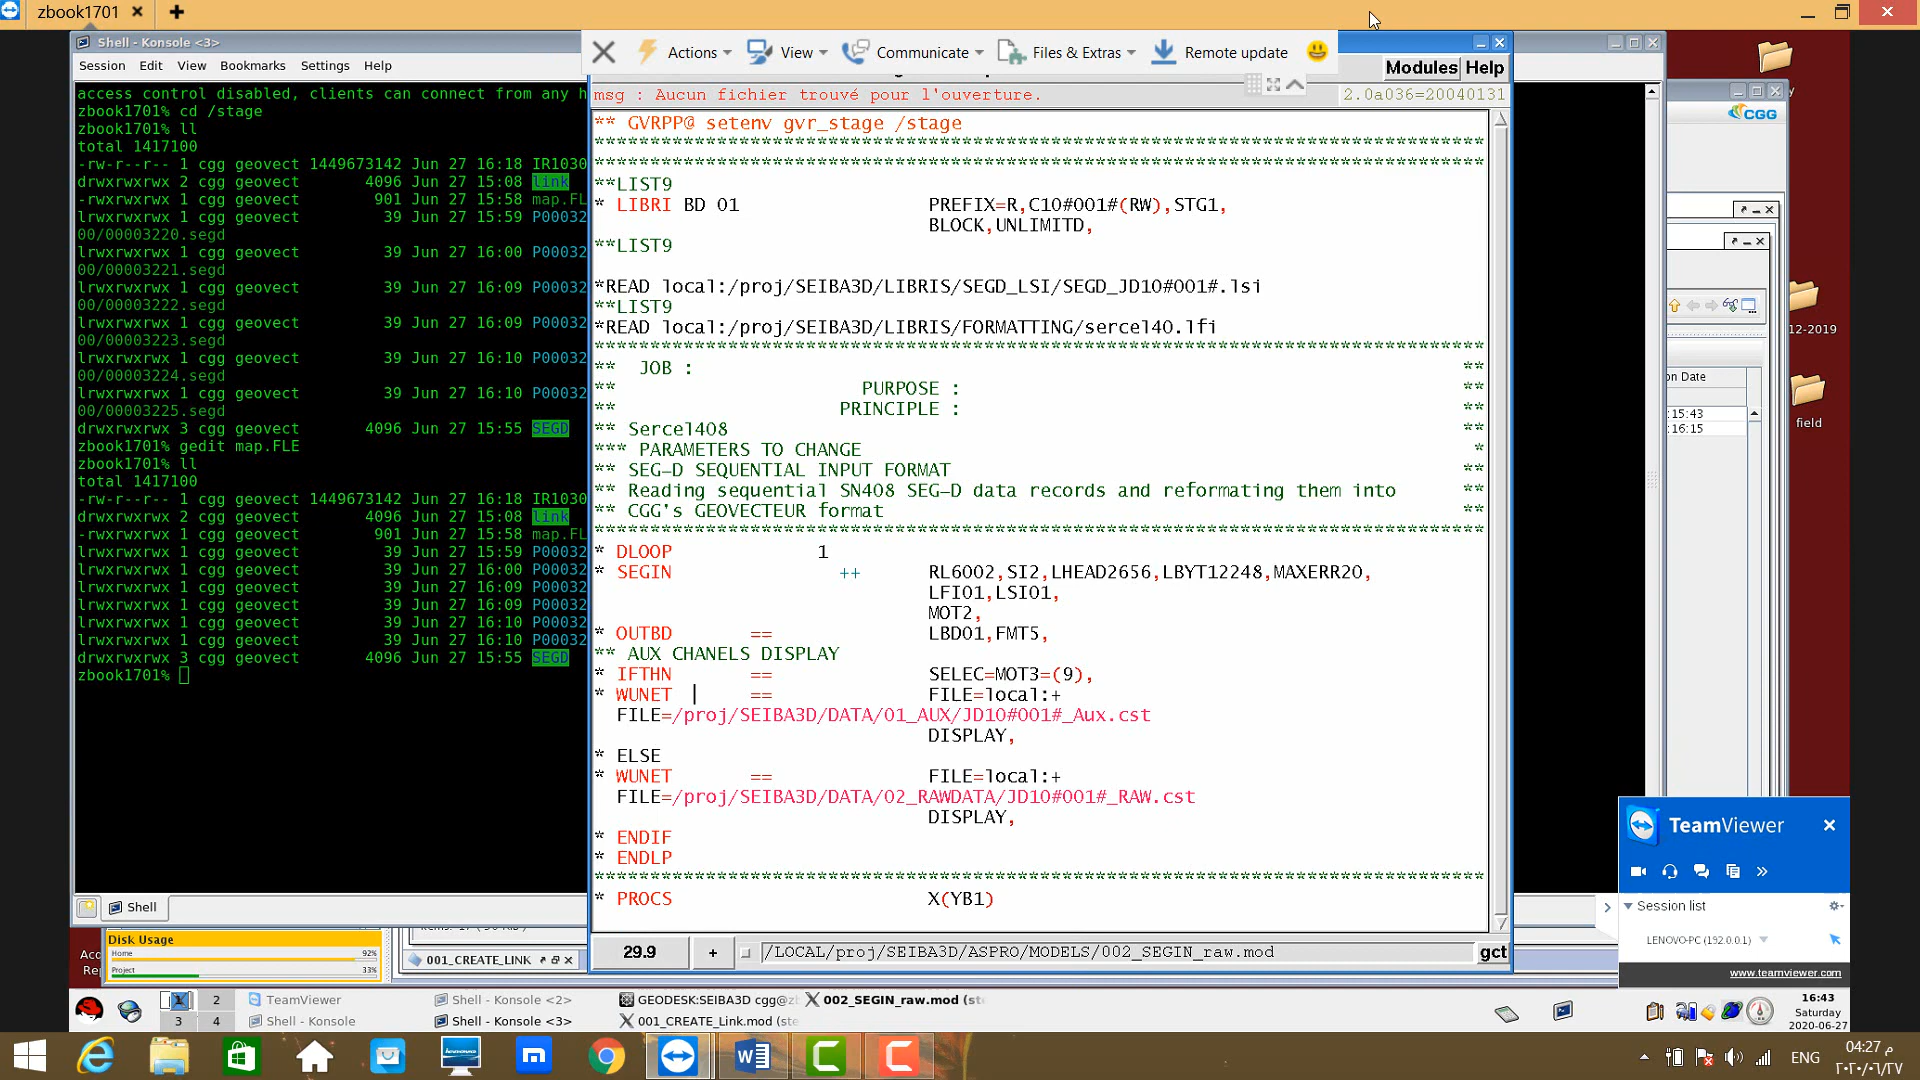 zbook1701
Shell - Konsole <3>
Session Edit View Bookmarks Settings Help
access control disabled, clients can connect from any h
zbook1701% cd /stage
zbook1701% ll
total 1417100
-rw-r--r-- 1 cgg geovect 1449673142 Jun 27 16:18 IR1030
drwxrwxrwx 2 cgg geovect 4096 Jun 27 15:08 link
-rwxrwxrwx 1 cgg geovect 901 Jun 27 15:58 map.FL
lrwxrwxrwx 1 cgg geovect 39 Jun 27 15:59 P00032
00/00003220.segd
lrwxrwxrwx 1 cgg geovect 39 Jun 27 16:00 P00032
00/00003221.segd
lrwxrwxrwx 1 cgg geovect 39 Jun 27 16:09 P00032
00/00003222.segd
lrwxrwxrwx 1 cgg geovect 39 Jun 27 16:09 P00032
00/00003223.segd
lrwxrwxrwx 1 cgg geovect 39 Jun 27 16:10 P00032
00/00003224.segd
lrwxrwxrwx 1 cgg geovect 39 Jun 27 16:10 P00032
00/00003225.segd
drwxrwxrwx 3 cgg geovect 4096 Jun 27 15:55 SEGD
zbook1701% gedit map.FLE
zbook1701% ll
total 1417100
-rw-r--r-- 1 cgg geovect 1449673142 Jun 27 16:18 IR1030
drwxrwxrwx 2 cgg geovect 4096 Jun 27 15:08 link
-rwxrwxrwx 1 cgg geovect 901 Jun 27 15:58 map.FL
lrwxrwxrwx 1 cgg geovect 39 Jun 27 15:59 P00032
lrwxrwxrwx 1 cgg geovect 39 Jun 27 16:00 P00032
lrwxrwxrwx 1 cgg geovect 39 Jun 27 16:09 P00032
lrwxrwxrwx 1 cgg geovect 39 Jun 27 16:09 P00032
lrwxrwxrwx 1 cgg geovect 39 Jun 27 16:10 P00032
lrwxrwxrwx 1 cgg geovect 39 Jun 27 16:10 P00032
drwxrwxrwx 3 cgg geovect 4096 Jun 27 15:55 SEGD
zbook1701%
Shell
Actions View Communicate Files & Extras Remote update
Modules Help
msg : Aucun fichier trouvé pour l'ouverture. 2.0a036=20040131
** GVRPP@ setenv gvr_stage /stage
********************************************************************************
********************************************************************************
**LIST9
* LIBRI BD 01 PREFIX=R,C10#001#(RW),STG1,
BLOCK,UNLIMITD,
**LIST9
*READ local:/proj/SEIBA3D/LIBRIS/SEGD_LSI/SEGD_JD10#001#.lsi
**LIST9
*READ local:/proj/SEIBA3D/LIBRIS/FORMATTING/sercel40.lfi
********************************************************************************
** JOB : **
** PURPOSE : **
** PRINCIPLE : **
** Sercel408 **
*** PARAMETERS TO CHANGE *
** SEG-D SEQUENTIAL INPUT FORMAT **
** Reading sequential SN408 SEG-D data records and reformating them into **
** CGG's GEOVECTEUR format **
********************************************************************************
* DLOOP 1
* SEGIN ++ RL6002,SI2,LHEAD2656,LBYT12248,MAXERR20,
LFI01,LSI01,
MOT2,
* OUTBD == LBD01,FMT5,
** AUX CHANELS DISPLAY
* IFTHN == SELEC=MOT3=(9),
* WUNET == FILE=local:+
FILE=/proj/SEIBA3D/DATA/01_AUX/JD10#001#_Aux.cst
DISPLAY,
* ELSE
* WUNET == FILE=local:+
FILE=/proj/SEIBA3D/DATA/02_RAWDATA/JD10#001#_RAW.cst
DISPLAY,
* ENDIF
* ENDLP
********************************************************************************
* PROCS X(YB1)
29.9 + /LOCAL/proj/SEIBA3D/ASPRO/MODELS/002_SEGIN_raw.mod gct
CGG
12-2019
on Date
15:43
16:15
field
TeamViewer
Session list
LENOVO-PC (192.0.0.1)
www.teamviewer.com
Disk Usage
Home 92%
Project 33%
001_CREATE_LINK
1 2
3 4
TeamViewer
Shell - Konsole
Shell - Konsole <2>
Shell - Konsole <3>
GEODESK:SEIBA3D cgg@z
001_CREATE_Link.mod (ste
002_SEGIN_raw.mod (st
16:43
Saturday
2020-06-27
ENG
04:27 م
٢٠٢٠/٠٦/٢٧